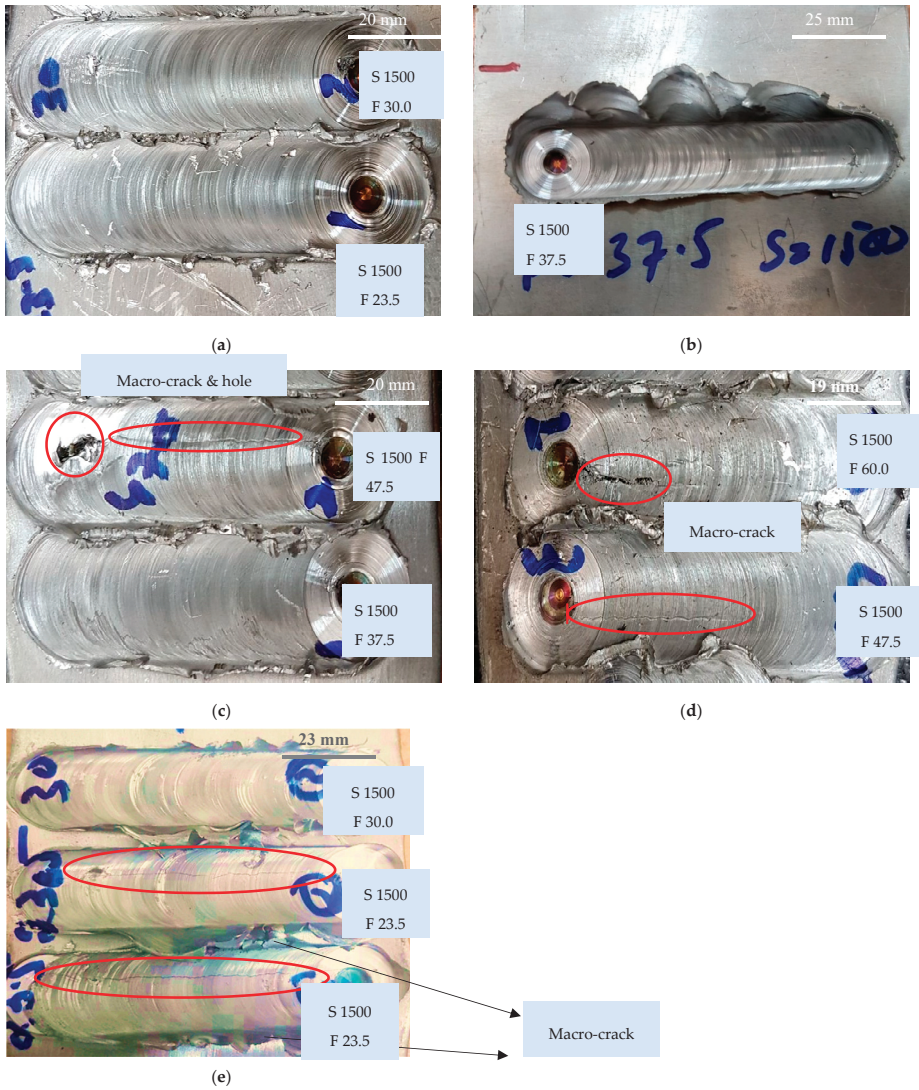 20 mm
S 1500
F 30.0
S 1500
F 23.5
(a)
25 mm
S 1500
F 37.5
37.5 S=1500
(b)
Macro-crack & hole
20 mm
S 1500 F
47.5
S 1500
F 37.5
(c)
19 mm
S 1500
F 60.0
Macro-crack
S 1500
F 47.5
(d)
23 mm
30
S 1500
F 30.0
2
S 1500
F 23.5
S 1500
F 23.5
Macro-crack
(e)